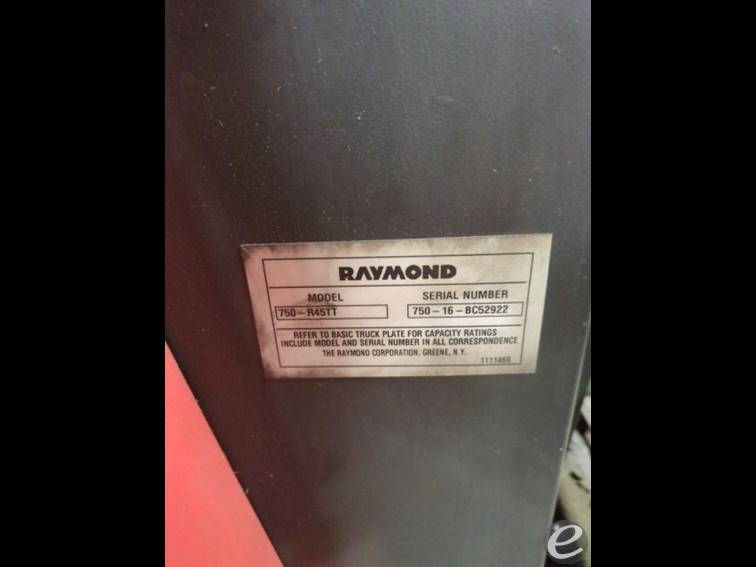 RAYMOND
MODEL SERIAL NUMBER
750-R45TT 750-16-BC52922
REFER TO BASIC TRUCK PLATE FOR CAPACITY RATINGS
INCLUDE MODEL AND SERIAL NUMBER IN ALL CORRESPONDENCE
THE RAYMOND CORPORATION, GREENE, N.Y.
1111469
e